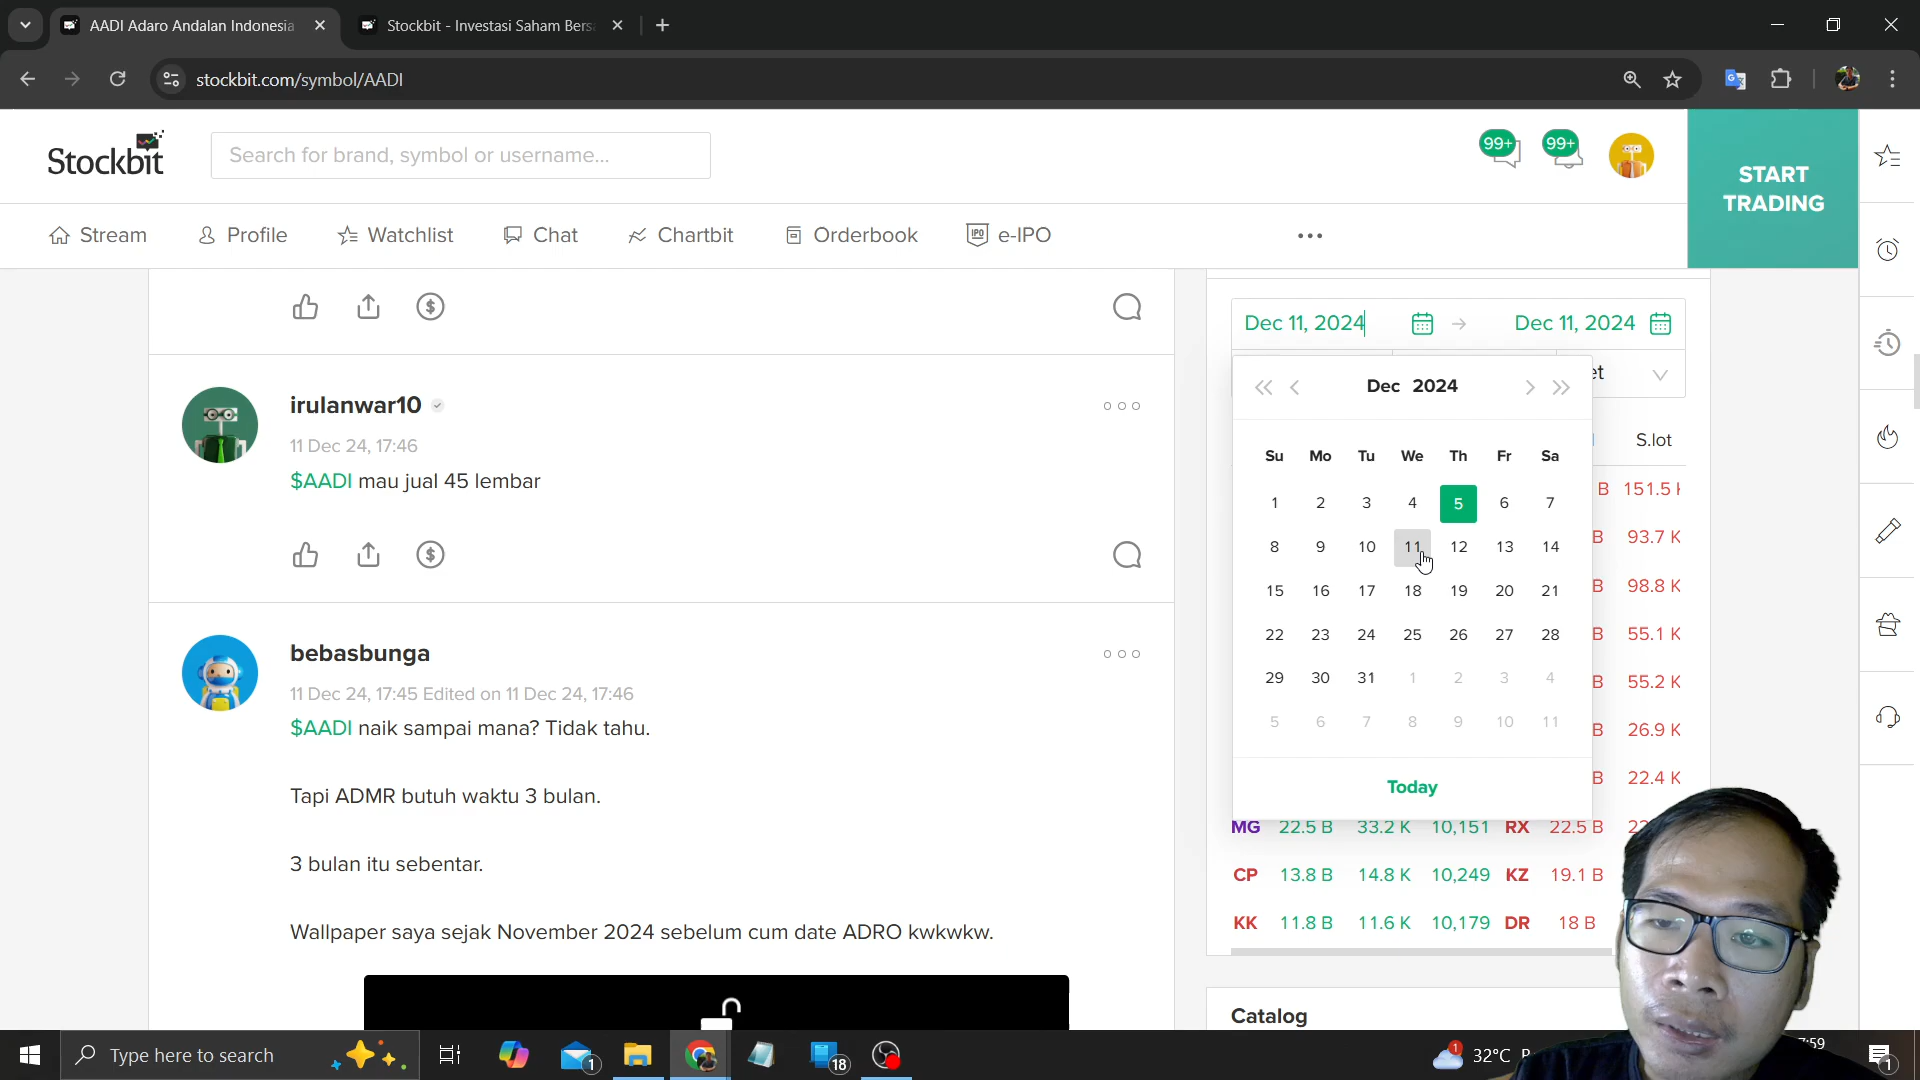 AADI Adaro Andalan Indonesia
Stockbit - Investasi Saham Bers
stockbit.com/symbol/AADI
Stockbit
Search for brand, symbol or username...
99+
99+
START
TRADING
Stream
Profile
Watchlist
Chat
Chartbit
Orderbook
IPO
e-IPO
irulanwar10
11 Dec 24, 17:46
$AADI mau jual 45 lembar
bebasbunga
11 Dec 24, 17:45 Edited on 11 Dec 24, 17:46
$AADI naik sampai mana? Tidak tahu.
Tapi ADMR butuh waktu 3 bulan.
3 bulan itu sebentar.
Wallpaper saya sejak November 2024 sebelum cum date ADRO kwkwkw.
Dec 11, 2024
Dec 11, 2024
et
Dec 2024
Su Mo Tu We Th Fr Sa
1 2 3 4 5 6 7
8 9 10 11 12 13 14
15 16 17 18 19 20 21
22 23 24 25 26 27 28
29 30 31 1 2 3 4
5 6 7 8 9 10 11
Today
S.lot
B 151.5
B 93.7 K
B 98.8 K
B 55.1 K
B 55.2 K
B 26.9 K
B 22.4 K
MG 22.5 B 33.2 K 10,151 RX 22.5 B
CP 13.8 B 14.8 K 10,249 KZ 19.1 B
KK 11.8 B 11.6 K 10,179 DR 18 B
Catalog
Type here to search
1
18
1
32°C
:59
1